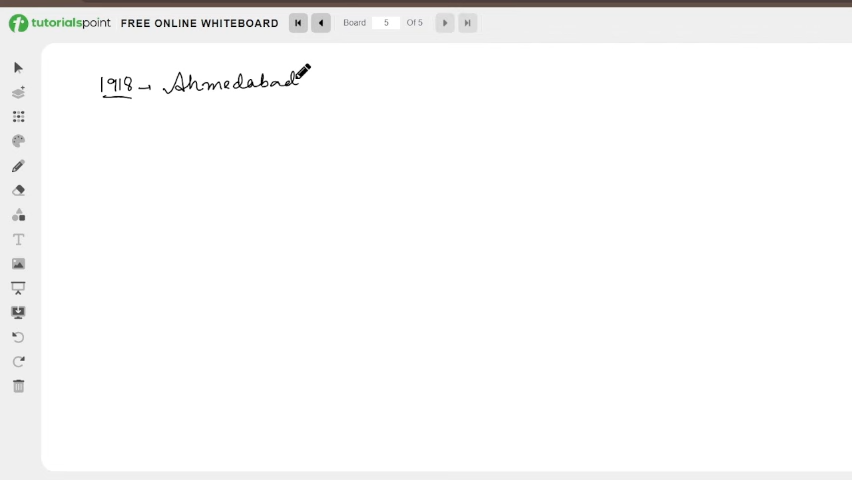 tutorialspoint FREE ONLINE WHITEBOARD Board 5 Of 5
1918 → Ahmedabad
T